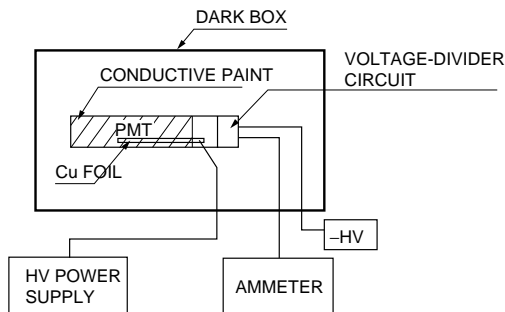 DARK BOX
VOLTAGE-DIVIDER
CIRCUIT
CONDUCTIVE PAINT
PMT
Cu FOIL
–HV
HV POWER
SUPPLY
AMMETER